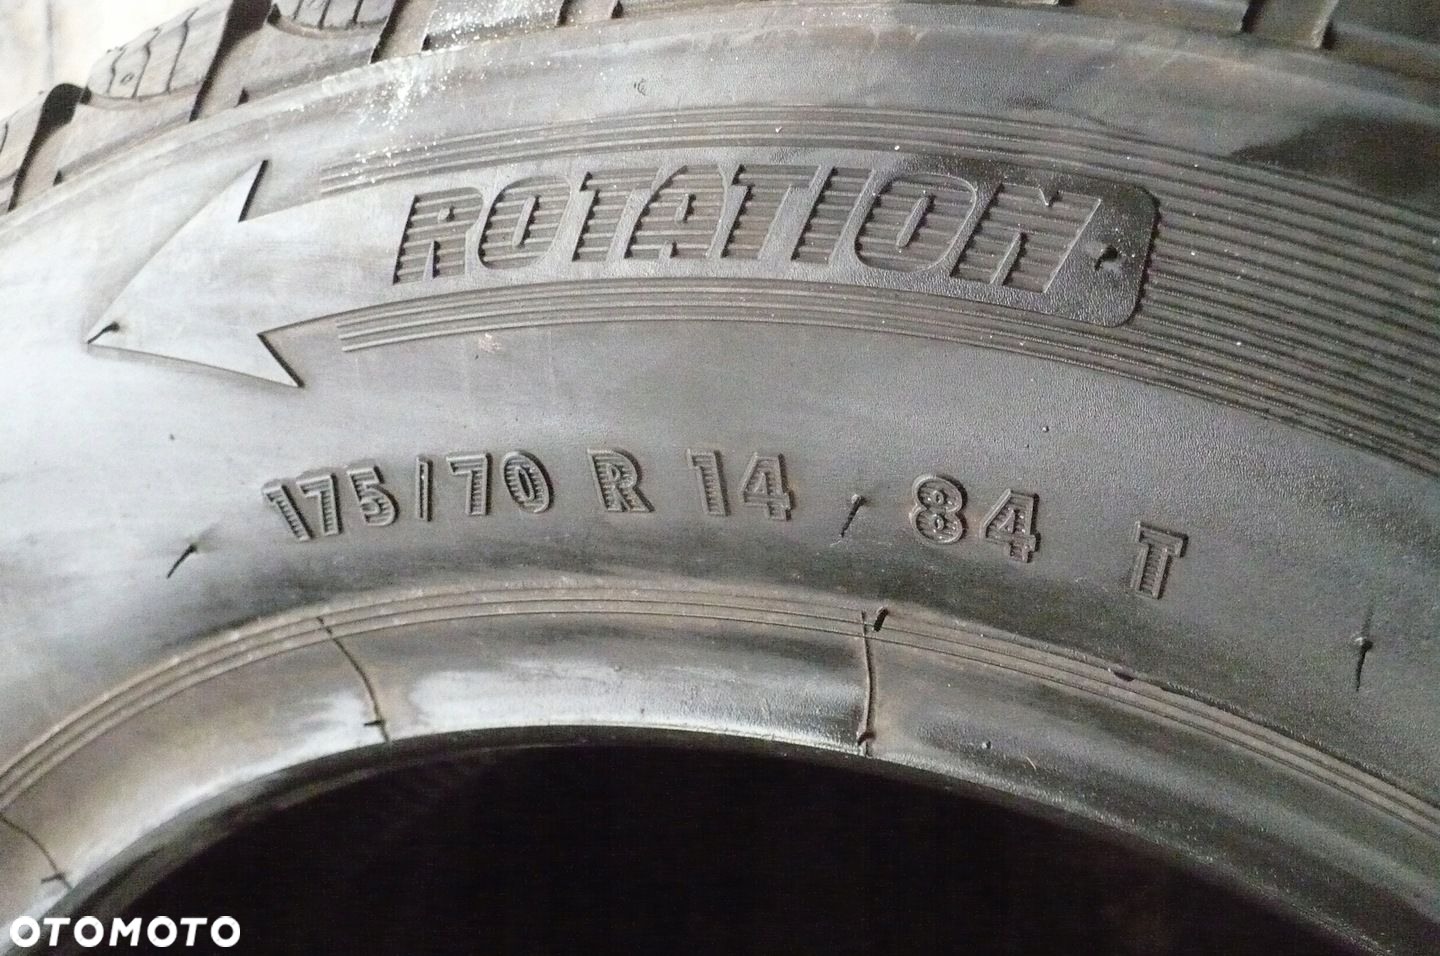 ROTATION
175/70 R 14 84 T
OTOMOTO